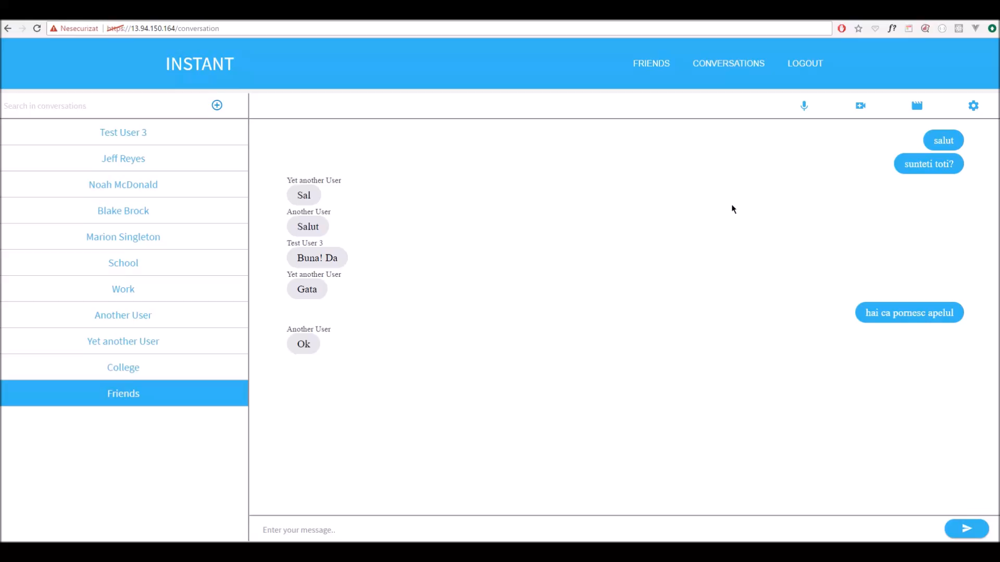 Nesecurizat | https://13.94.150.164/conversation
f?
INSTANT
FRIENDS CONVERSATIONS LOGOUT
Search in conversations
Test User 3
Jeff Reyes
Noah McDonald
Blake Brock
Marion Singleton
School
Work
Another User
Yet another User
College
Friends
salut
sunteti toti?
Yet another User
Sal
Another User
Salut
Test User 3
Buna! Da
Yet another User
Gata
hai ca pornesc apelul
Another User
Ok
Enter your message..